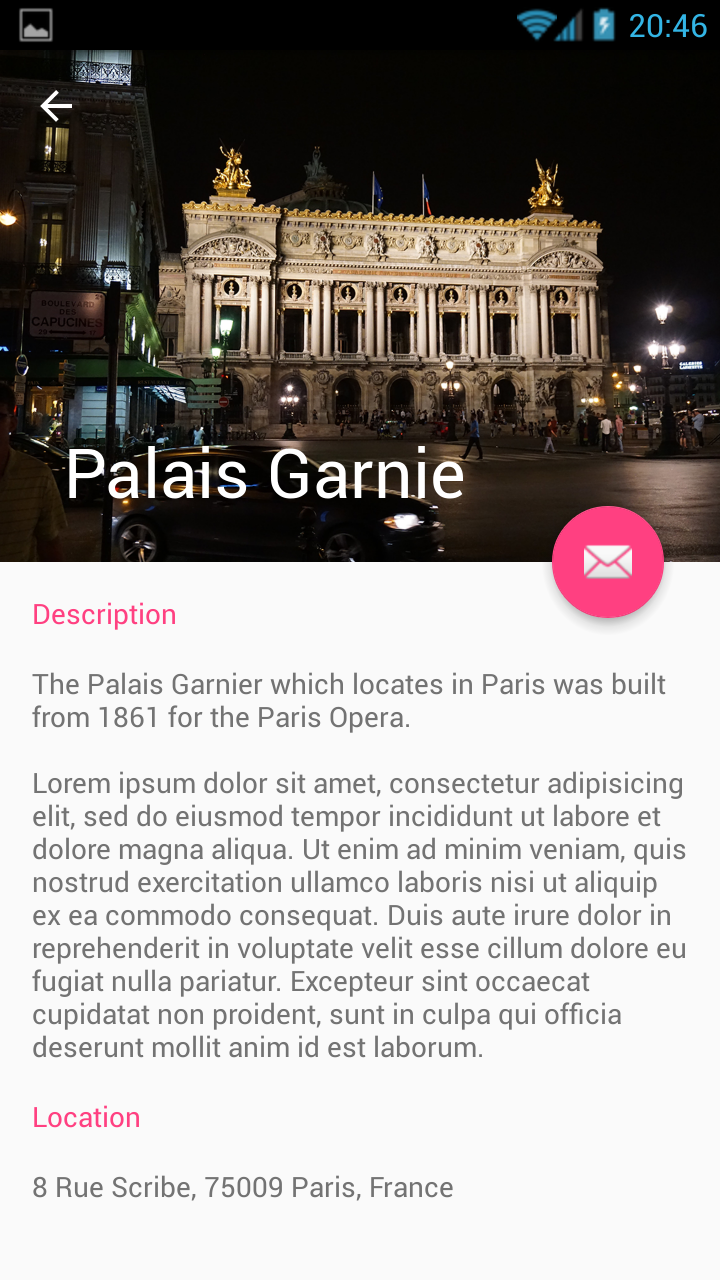 20:46
BOULEVARD
DES
CAPUCINES
GALERIES
LAFAYETTE
Palais Garnie
Description
The Palais Garnier which locates in Paris was built
from 1861 for the Paris Opera.
Lorem ipsum dolor sit amet, consectetur adipisicing
elit, sed do eiusmod tempor incididunt ut labore et
dolore magna aliqua. Ut enim ad minim veniam, quis
nostrud exercitation ullamco laboris nisi ut aliquip
ex ea commodo consequat. Duis aute irure dolor in
reprehenderit in voluptate velit esse cillum dolore eu
fugiat nulla pariatur. Excepteur sint occaecat
cupidatat non proident, sunt in culpa qui officia
deserunt mollit anim id est laborum.
Location
8 Rue Scribe, 75009 Paris, France